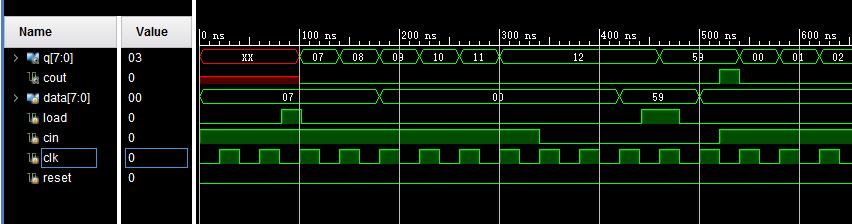 Name Value
0 ns 100 ns 200 ns 300 ns 400 ns 500 ns 600 ns
q[7:0] 03 XX 07 08 09 10 11 12 59 00 01 02
cout 0
data[7:0] 00 07 00 59
load 0
cin 0
clk 0
reset 0